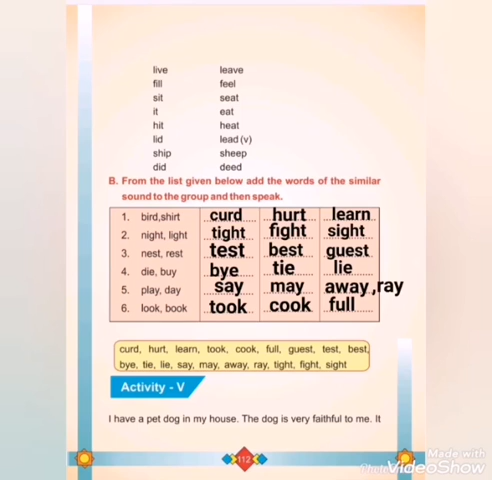 live leave
fill feel
sit seat
it eat
hit heat
lid lead (v)
ship sheep
did deed
B. From the list given below add the words of the similar
sound to the group and then speak.
1. bird,shirt curd hurt learn
2. night, light tight fight sight
3. nest, rest test best guest
4. die, buy bye tie lie
5. play, day say may away,ray
6. look, book took cook full
curd, hurt, learn, took, cook, full, guest, test, best,
bye, tie, lie, say, may, away, ray, tight, fight, sight
Activity - V
I have a pet dog in my house. The dog is very faithful to me. It
112
Made with
VideoShow